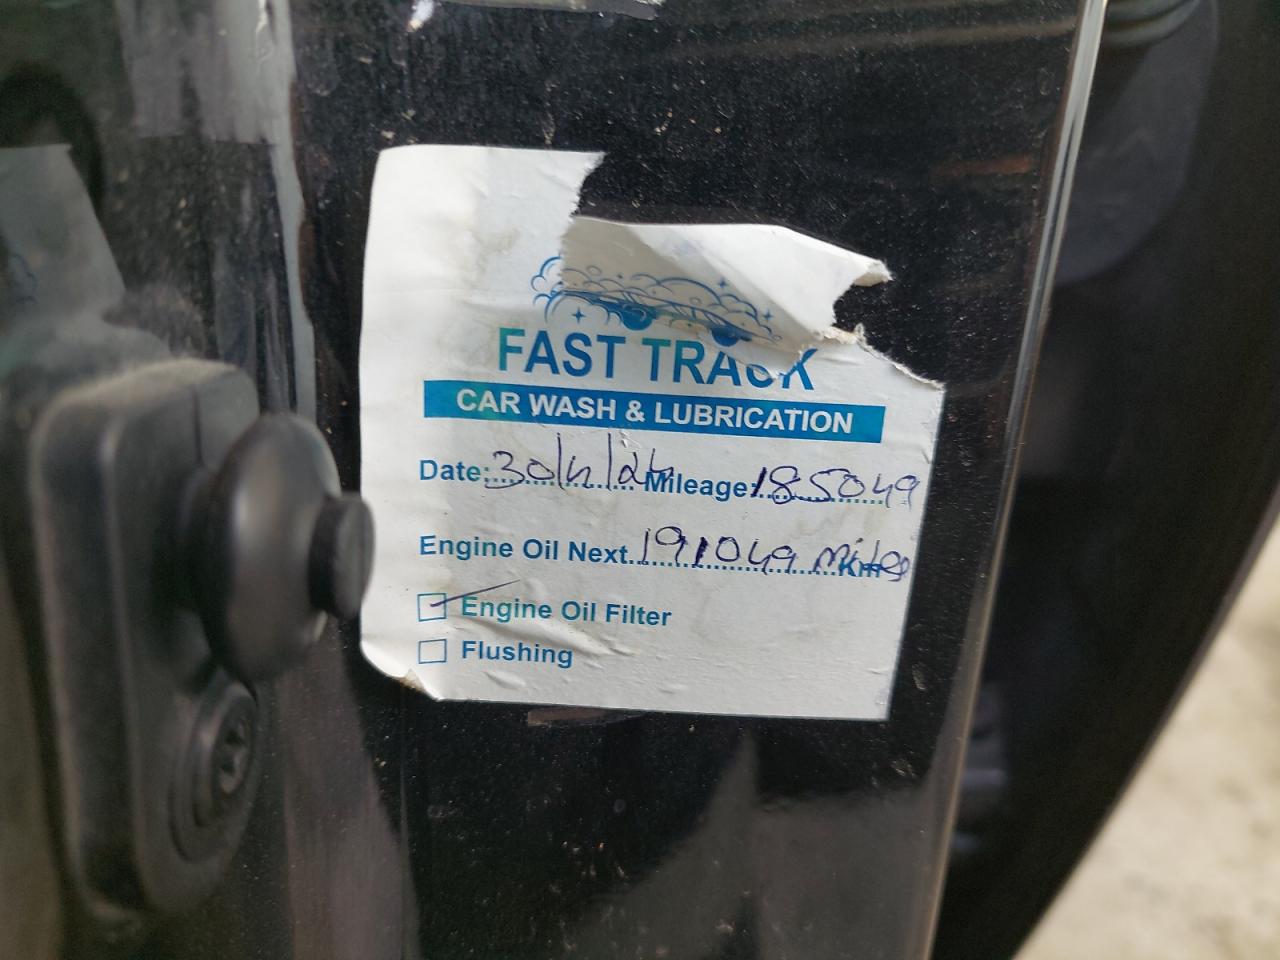 FAST TRACK
CAR WASH & LUBRICATION
Date: 30/4/24 Mileage: 185049
Engine Oil Next 191049 Miles Km
Engine Oil Filter
Flushing